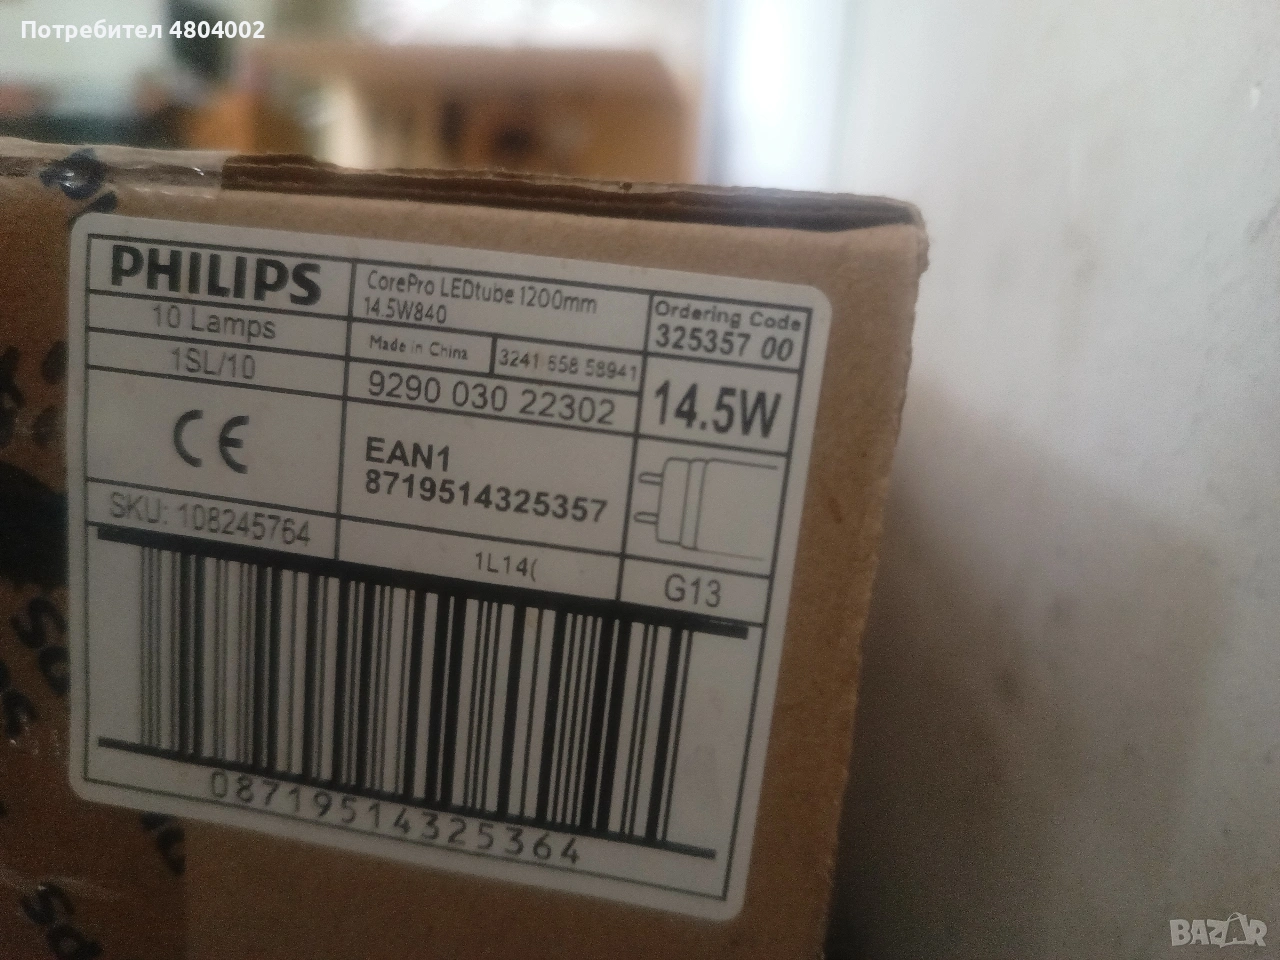 Потребител 4804002
PHILIPS
10 Lamps
1SL/10
CorePro LEDtube 1200mm
14.5W840
Made in China
3241 658 58941
9290 030 22302
Ordering Code
325357 00
14.5W
EAN1
8719514325357
SKU: 108245764
1L14(
G13
08719514325364
BAZAR